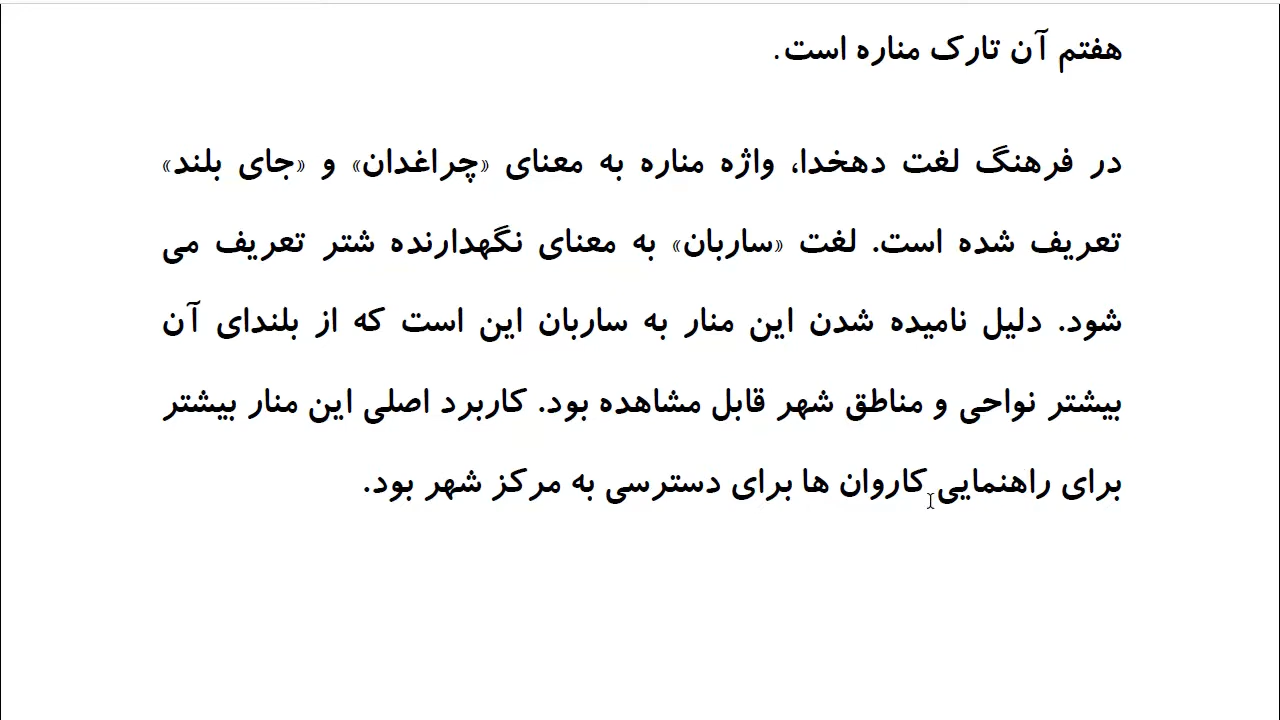 هفتم آن تارک مناره است.
در فرهنگ لغت دهخدا، واژه مناره به معنای «چراغدان» و «جای بلند»
تعریف شده است. لغت «ساربان» به معنای نگهدارنده شتر تعریف می
شود. دلیل نامیده شدن این منار به ساربان این است که از بلندای آن
بیشتر نواحی و مناطق شهر قابل مشاهده بود. کاربرد اصلی این منار بیشتر
برای راهنمایی کاروان ها برای دسترسی به مرکز شهر بود.